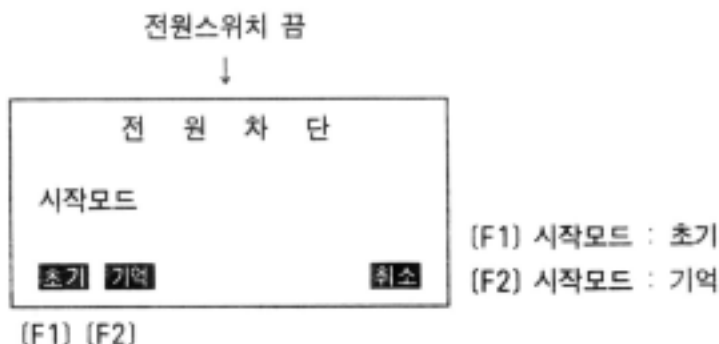 전원스위치 끔
↓
전 원 차 단
시작모드
초기 기억 취소
(F1) (F2)
(F1) 시작모드 : 초기
(F2) 시작모드 : 기억